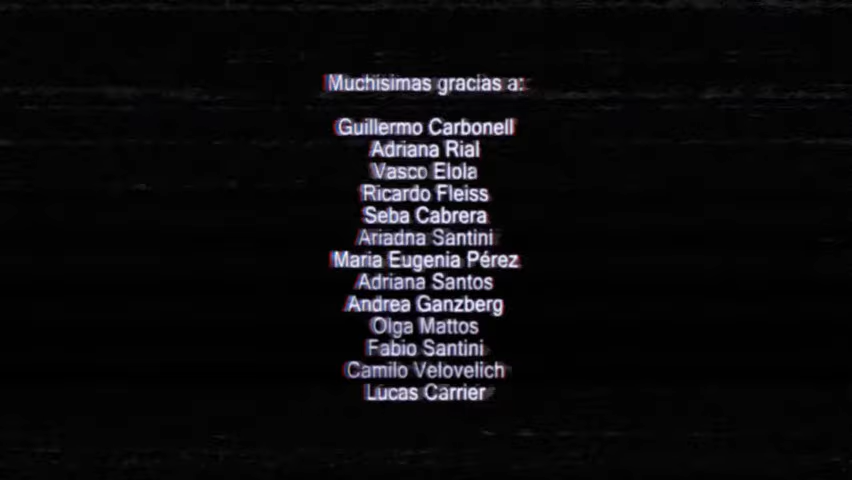 Muchisimas gracias a:
Guillermo Carbonell
Adriana Rial
Vasco Elola
Ricardo Fleiss
Seba Cabrera
Ariadna Santini
Maria Eugenia Pérez
Adriana Santos
Andrea Ganzberg
Olga Mattos
Fabio Santini
Camilo Velovelich
Lucas Carrier